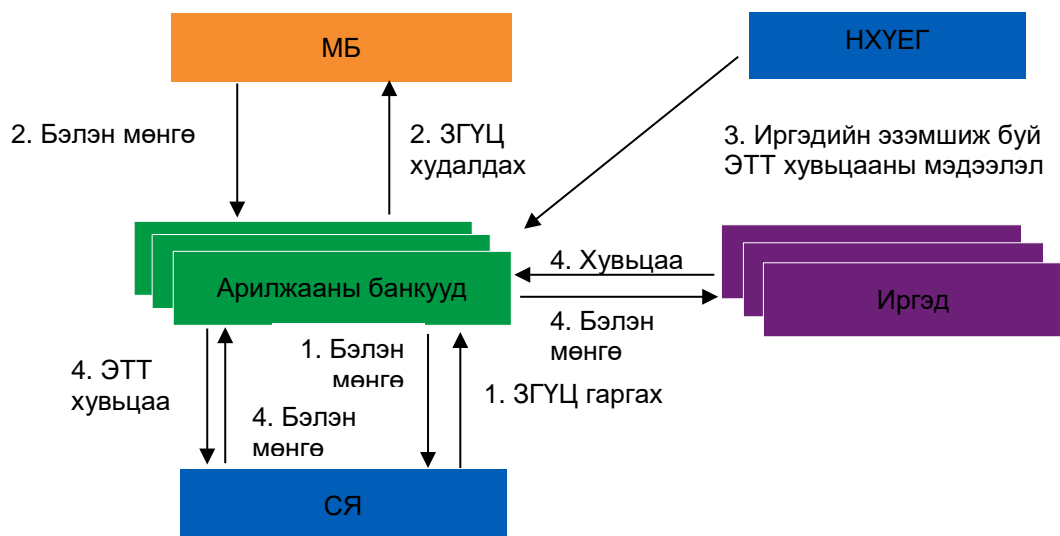 МБ
НХҮЕГ
2. Бэлэн мөнгө
2. ЗГҮЦ
худалдах
3. Иргэдийн эзэмшиж буй
ЭТТ хувьцааны мэдээлэл
Арилжааны банкууд
4. Хувьцаа
Иргэд
4. Бэлэн
мөнгө
4. ЭТТ
хувьцаа
1. Бэлэн
мөнгө
1. ЗГҮЦ гаргах
4. Бэлэн
мөнгө
СЯ